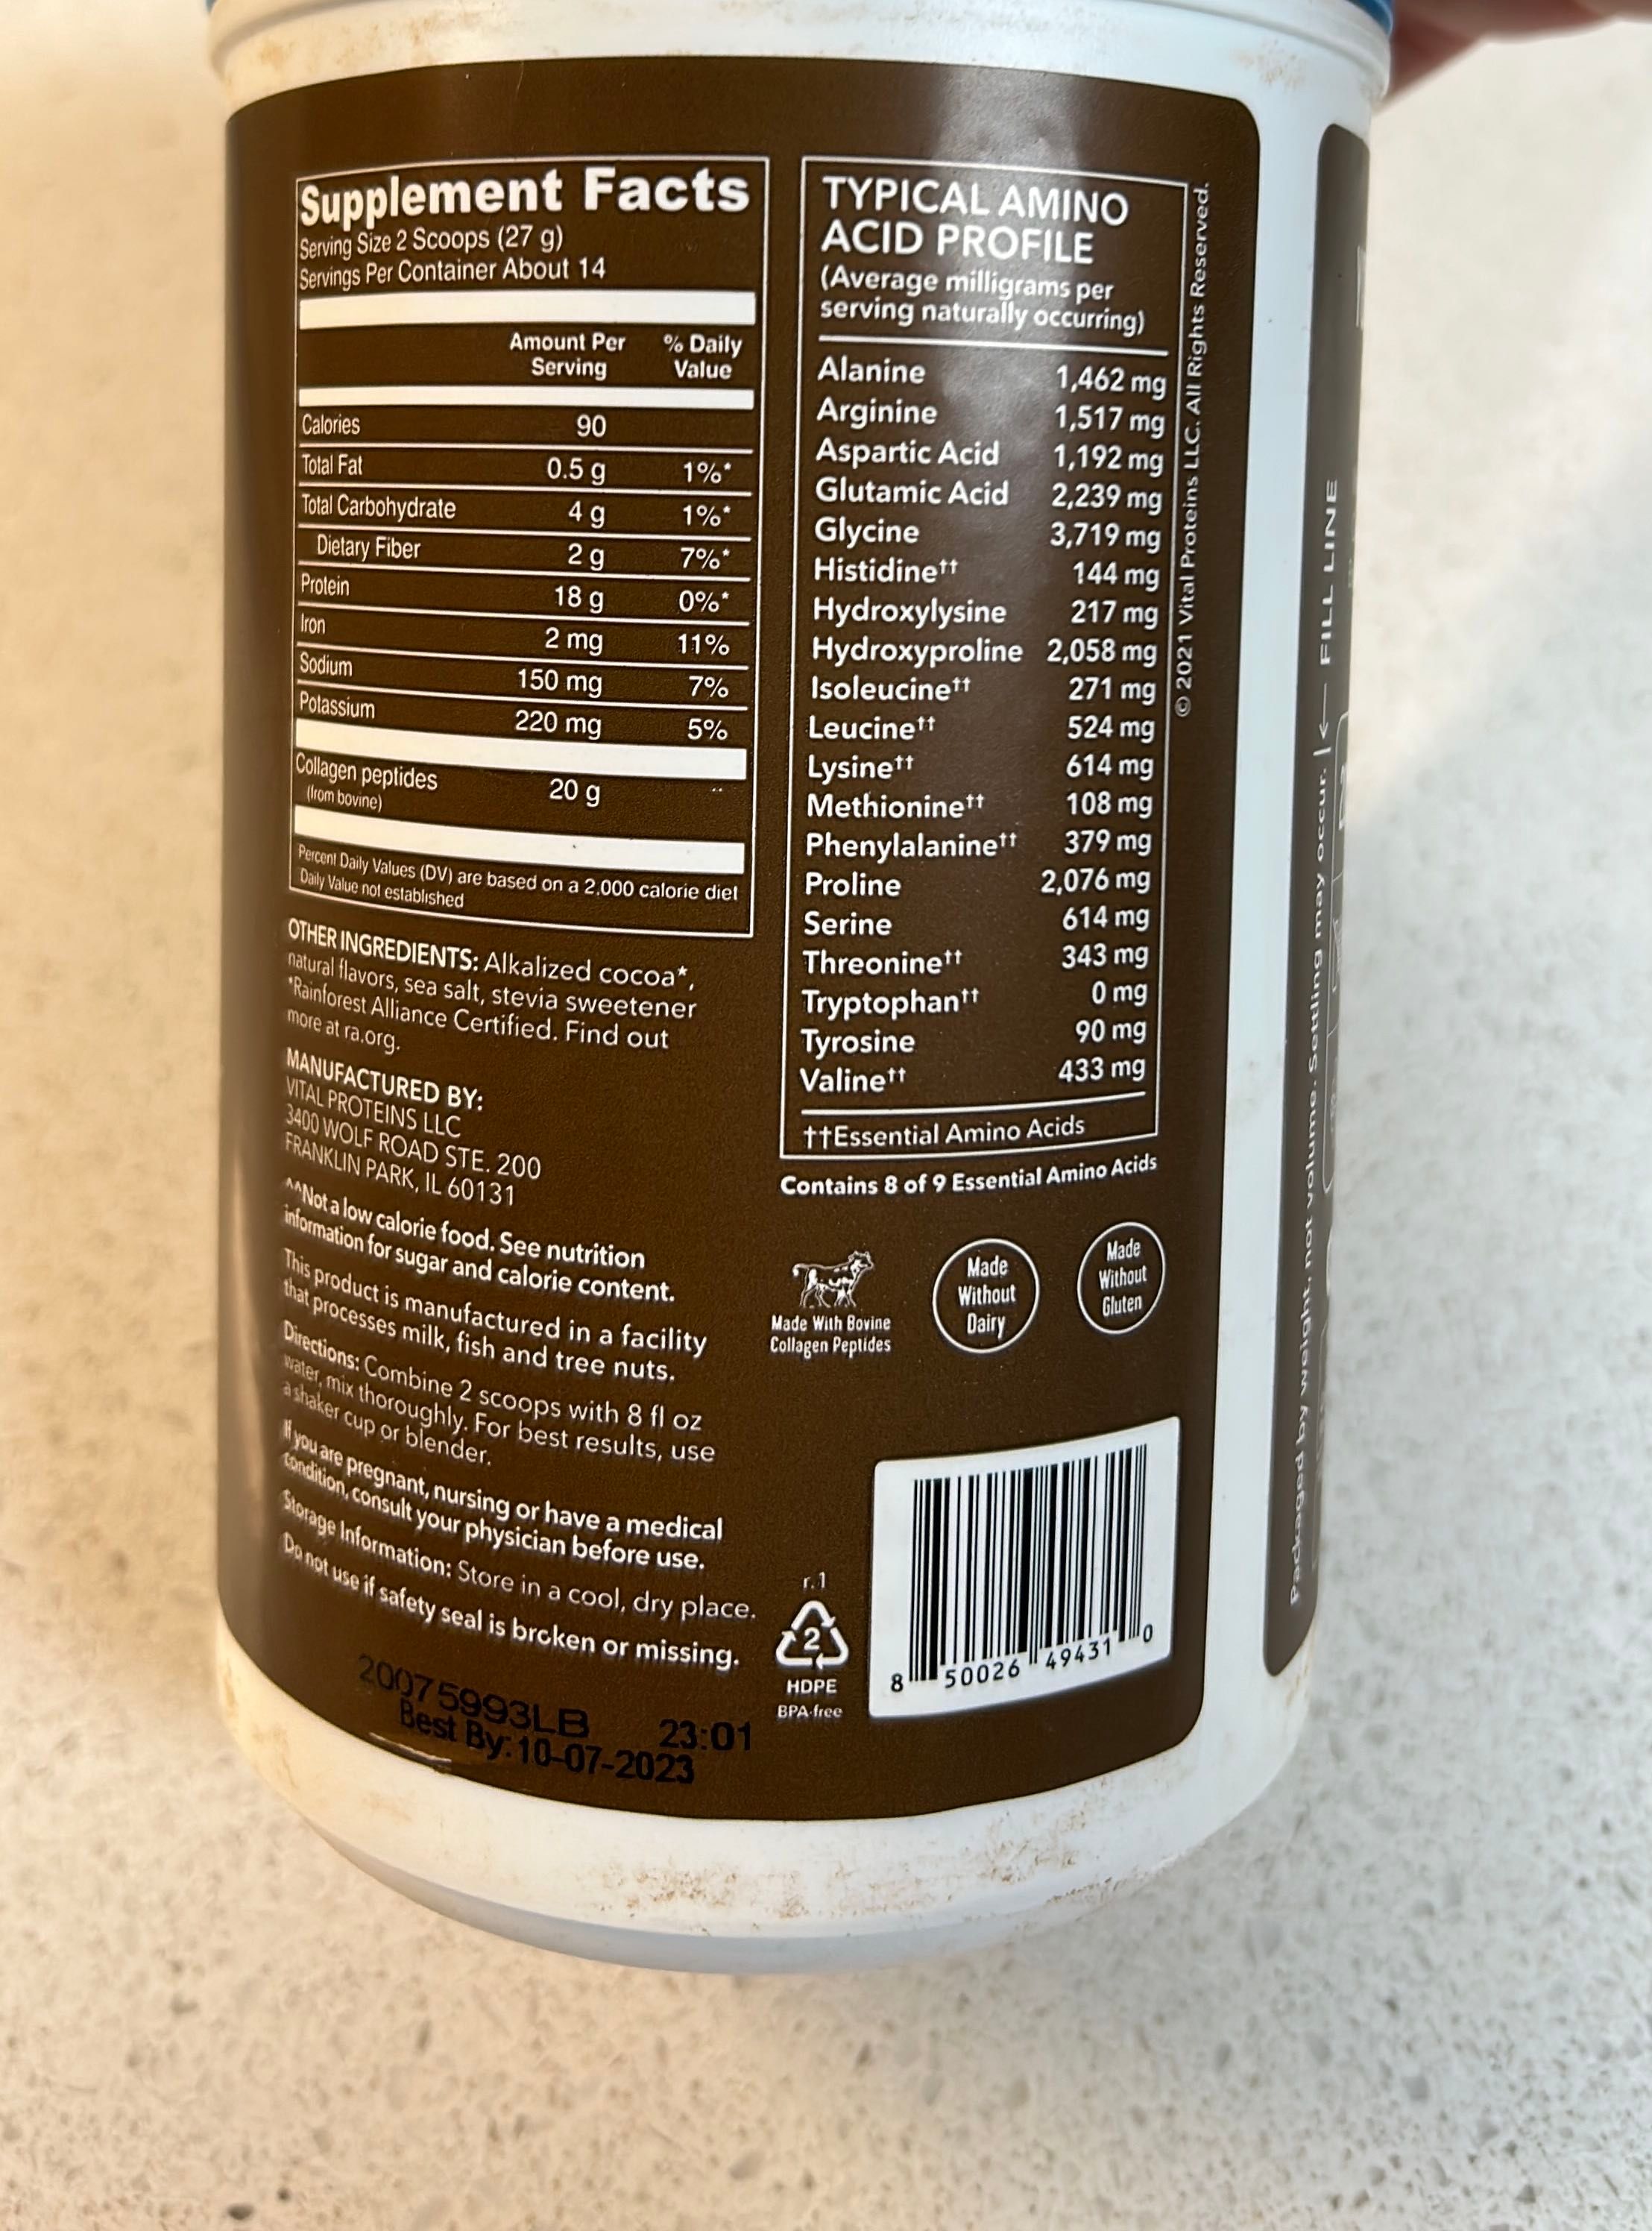 Supplement Facts
Serving Size 2 Scoops (27 g)
Servings Per Container About 14
Amount Per Serving % Daily Value
Calories 90
Total Fat 0.5 g 1%*
Total Carbohydrate 4 g 1%*
Dietary Fiber 2 g 7%*
Protein 18 g 0%*
Iron 2 mg 11%
Sodium 150 mg 7%
Potassium 220 mg 5%
Collagen peptides 20 g
(from bovine)
Percent Daily Values (DV) are based on a 2,000 calorie diet
Daily Value not established
OTHER INGREDIENTS: Alkalized cocoa*,
natural flavors, sea salt, stevia sweetener
*Rainforest Alliance Certified. Find out
more at ra.org.
MANUFACTURED BY:
VITAL PROTEINS LLC
3400 WOLF ROAD STE. 200
FRANKLIN PARK, IL 60131
^^Not a low calorie food. See nutrition
information for sugar and calorie content.
This product is manufactured in a facility
that processes milk, fish and tree nuts.
Directions: Combine 2 scoops with 8 fl oz
water, mix thoroughly. For best results, use
a shaker cup or blender.
If you are pregnant, nursing or have a medical
condition, consult your physician before use.
Storage Information: Store in a cool, dry place.
Do not use if safety seal is broken or missing.
20075993LB 23:01
Best By: 10-07-2023
TYPICAL AMINO
ACID PROFILE
(Average milligrams per
serving naturally occurring)
Alanine 1,462 mg
Arginine 1,517 mg
Aspartic Acid 1,192 mg
Glutamic Acid 2,239 mg
Glycine 3,719 mg
Histidine†† 144 mg
Hydroxylysine 217 mg
Hydroxyproline 2,058 mg
Isoleucine†† 271 mg
Leucine†† 524 mg
Lysine†† 614 mg
Methionine†† 108 mg
Phenylalanine†† 379 mg
Proline 2,076 mg
Serine 614 mg
Threonine†† 343 mg
Tryptophan†† 0 mg
Tyrosine 90 mg
Valine†† 433 mg
††Essential Amino Acids
Contains 8 of 9 Essential Amino Acids
Made With Bovine
Collagen Peptides
Made
Without
Dairy
Made
Without
Gluten
r.1
2
HDPE
BPA-free
8 50026 49431 0
© 2021 Vital Proteins LLC. All Rights Reserved.
Packaged by weight, not volume. Settling may occur. |← FILL LINE